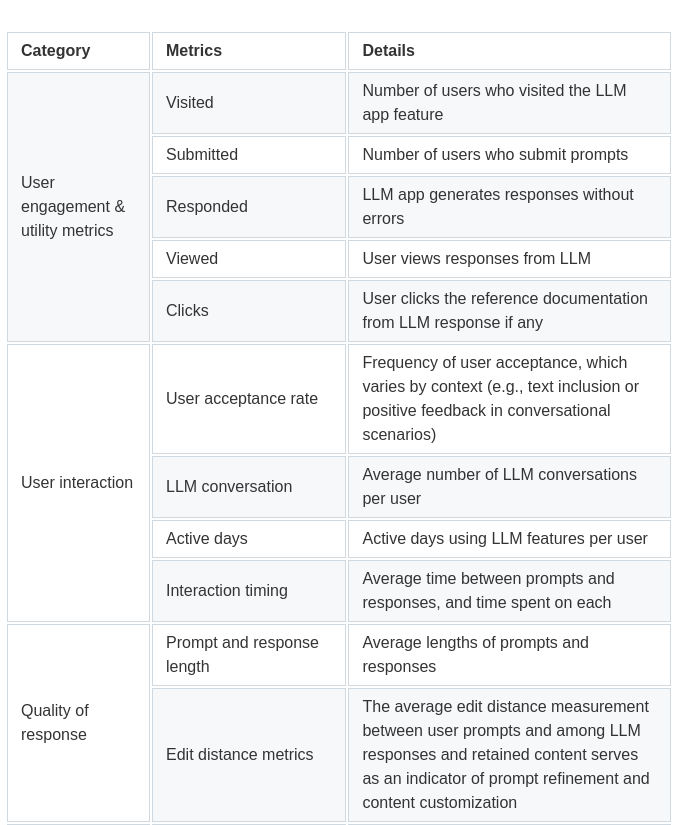 Category Metrics Details
User
engagement &
utility metrics
Visited
Number of users who visited the LLM
app feature
Submitted
Number of users who submit prompts
Responded
LLM app generates responses without
errors
Viewed
User views responses from LLM
Clicks
User clicks the reference documentation
from LLM response if any
User interaction
User acceptance rate
Frequency of user acceptance, which
varies by context (e.g., text inclusion or
positive feedback in conversational
scenarios)
LLM conversation
Average number of LLM conversations
per user
Active days
Active days using LLM features per user
Interaction timing
Average time between prompts and
responses, and time spent on each
Quality of
response
Prompt and response
length
Average lengths of prompts and
responses
Edit distance metrics
The average edit distance measurement
between user prompts and among LLM
responses and retained content serves
as an indicator of prompt refinement and
content customization